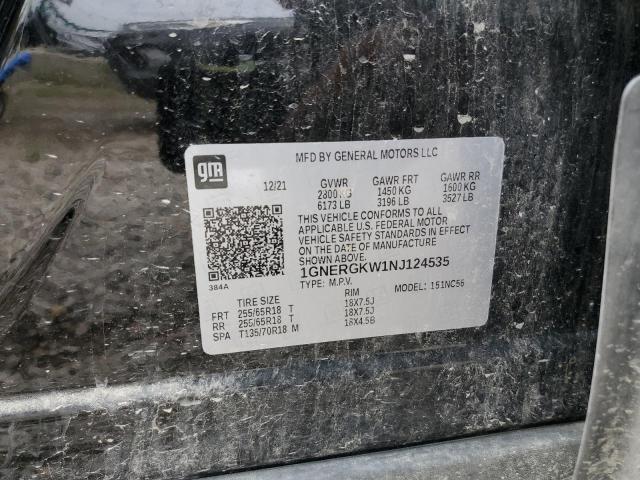 MFD BY GENERAL MOTORS LLC
gm
12/21 GVWR GAWR FRT GAWR RR
2800 KG 1450 KG 1600 KG
6173 LB 3196 LB 3527 LB
THIS VEHICLE CONFORMS TO ALL
APPLICABLE U.S. FEDERAL MOTOR
VEHICLE SAFETY STANDARDS IN EFFECT
ON THE DATE OF MANUFACTURE
SHOWN ABOVE.
1GNERGKW1NJ124535
384A
TYPE: M.P.V. MODEL: 151NC56
TIRE SIZE RIM
FRT 255/65R18 T 18X7.5J
RR 255/65R18 T 18X7.5J
SPA T135/70R18 M 18X4.5B